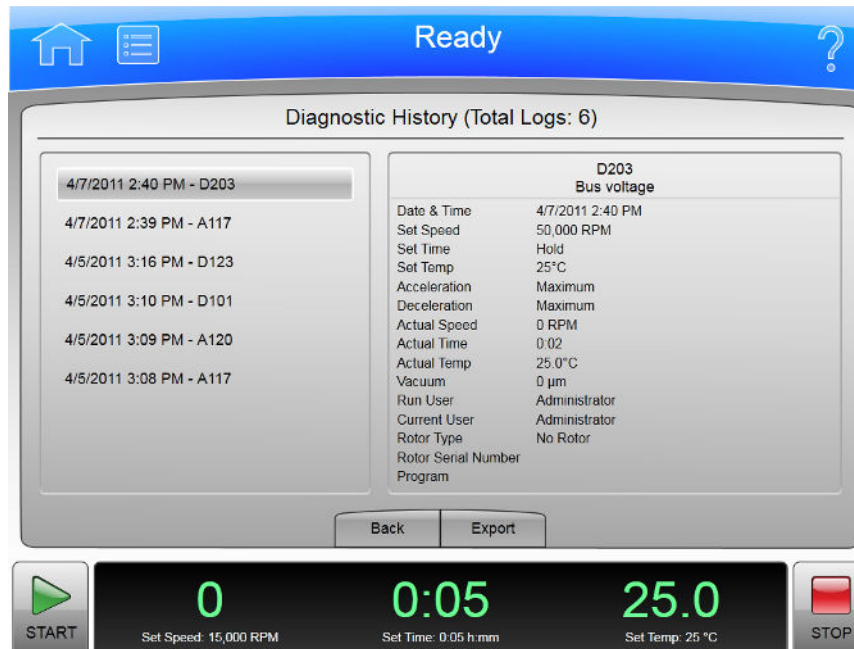 Ready
Diagnostic History (Total Logs: 6)
4/7/2011 2:40 PM - D203
4/7/2011 2:39 PM - A117
4/5/2011 3:16 PM - D123
4/5/2011 3:10 PM - D101
4/5/2011 3:09 PM - A120
4/5/2011 3:08 PM - A117
D203
Bus voltage
Date & Time 4/7/2011 2:40 PM
Set Speed 50,000 RPM
Set Time Hold
Set Temp 25°C
Acceleration Maximum
Deceleration Maximum
Actual Speed 0 RPM
Actual Time 0:02
Actual Temp 25.0°C
Vacuum 0 µm
Run User Administrator
Current User Administrator
Rotor Type No Rotor
Rotor Serial Number
Program
Back Export
START
0
Set Speed: 15,000 RPM
0:05
Set Time: 0:05 h:mm
25.0
Set Temp: 25 °C
STOP